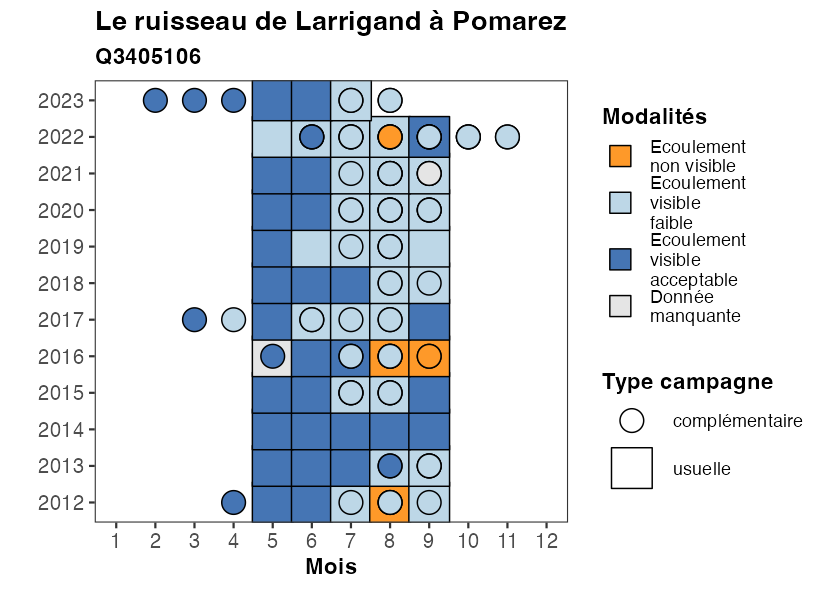 Le ruisseau de Larrigand à Pomarez
Q3405106
2023
2022
2021
2020
2019
2018
2017
2016
2015
2014
2013
2012
1 2 3 4 5 6 7 8 9 10 11 12
Mois
Modalités
Ecoulement
non visible
Ecoulement
visible
faible
Ecoulement
visible
acceptable
Donnée
manquante
Type campagne
complémentaire
usuelle